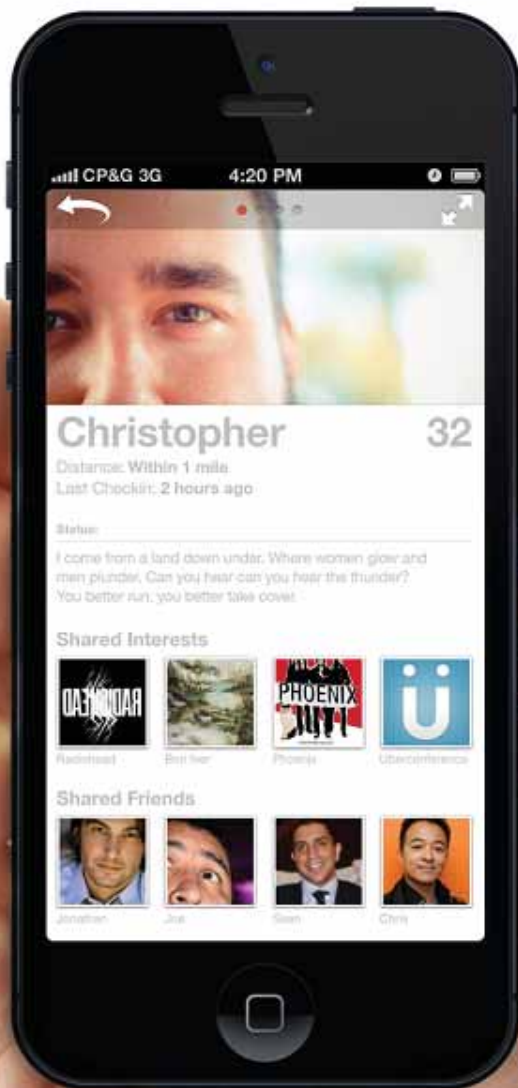 CP&G 3G 4:20 PM
Christopher 32
Distance: Within 1 mile
Last Checkin: 2 hours ago
Status:
I come from a land down under. Where women glow and
men plunder. Can you hear can you hear the thunder?
You better run, you better take cover.
Shared Interests
RADIOHEAD
PHOENIX
Ü
Radiohead Bon Iver Phoenix Uberconference
Shared Friends
Jonathan Joe Sean Chris